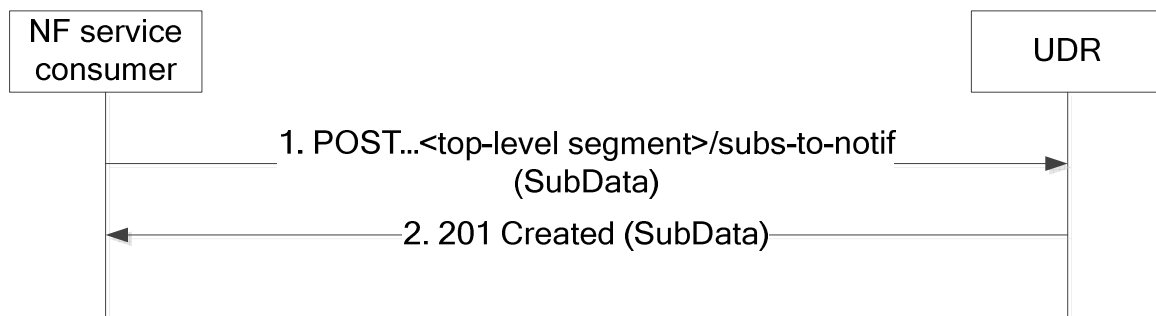 NF service
consumer
UDR
1. POST...<top-level segment>/subs-to-notif
(SubData)
2. 201 Created (SubData)